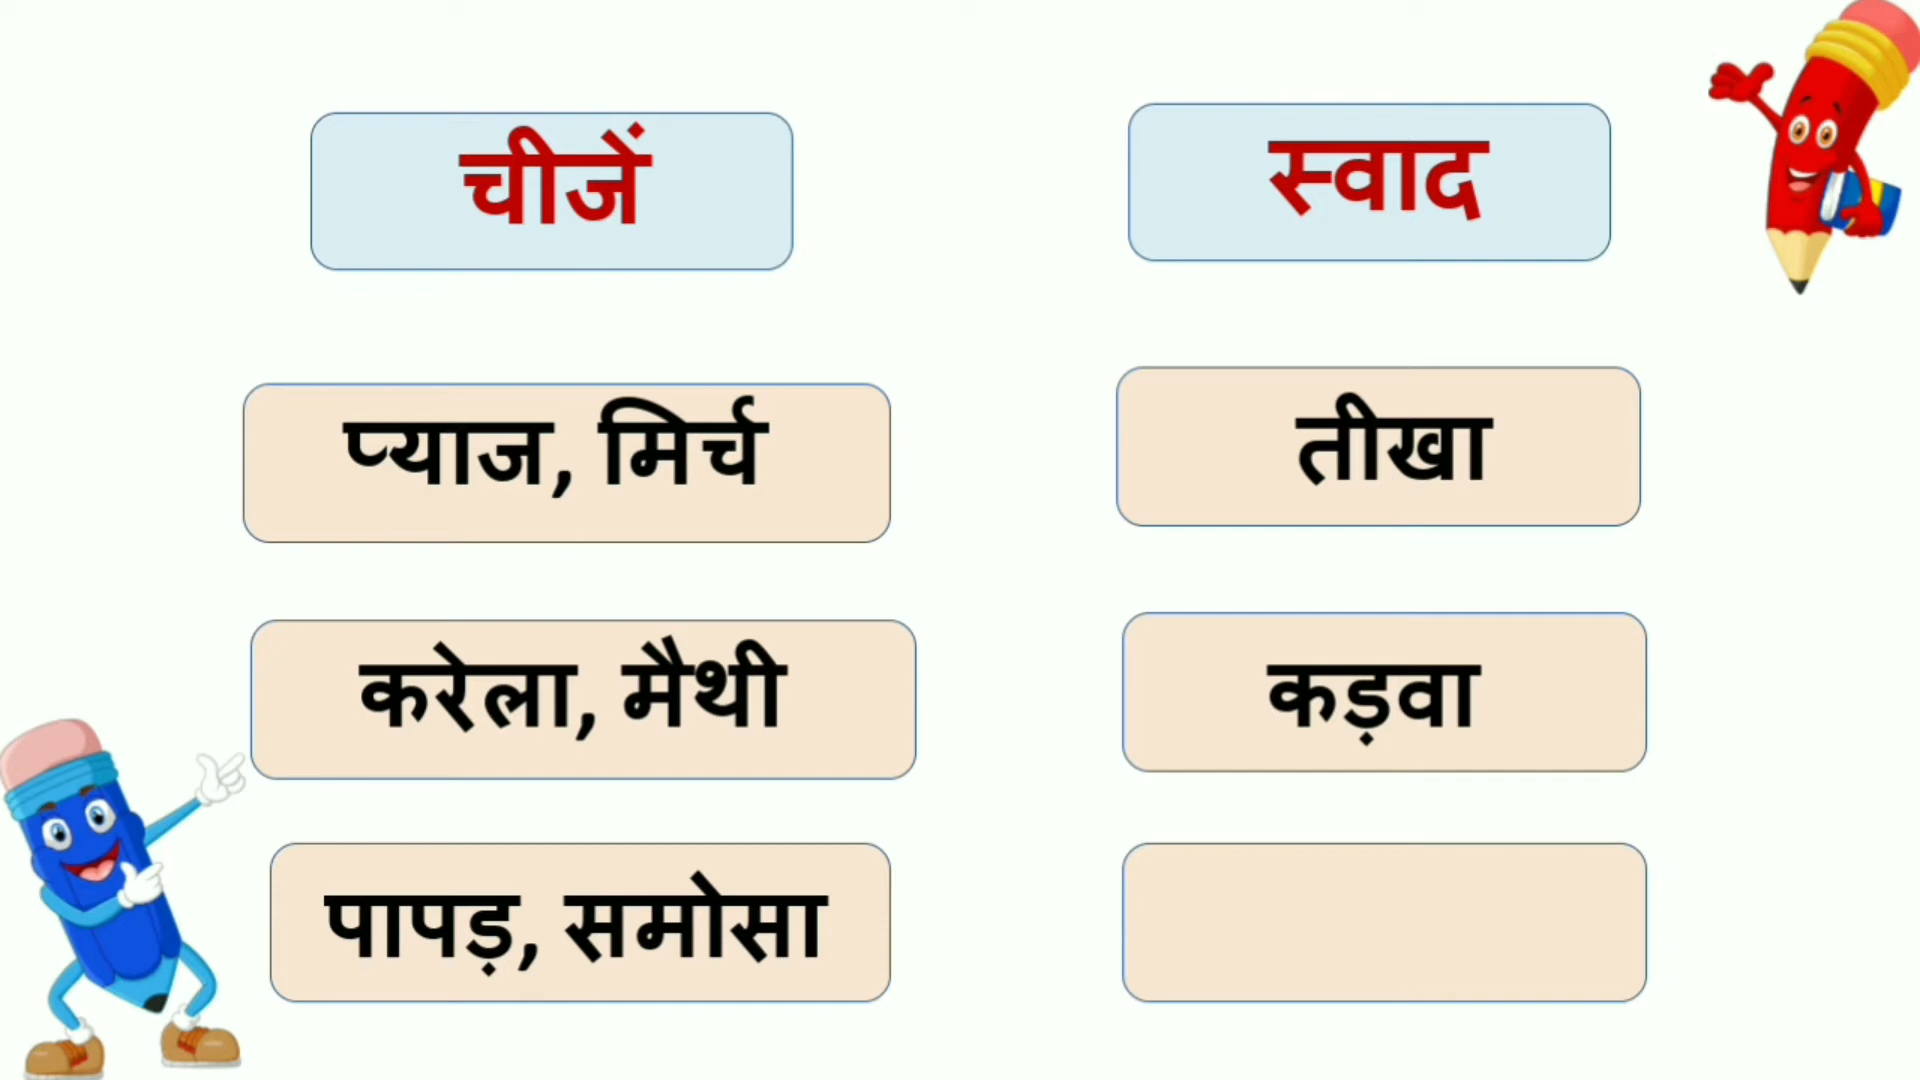 चीजें
स्वाद
प्याज, मिर्च
तीखा
करेला, मैथी
कड़वा
पापड़, समोसा